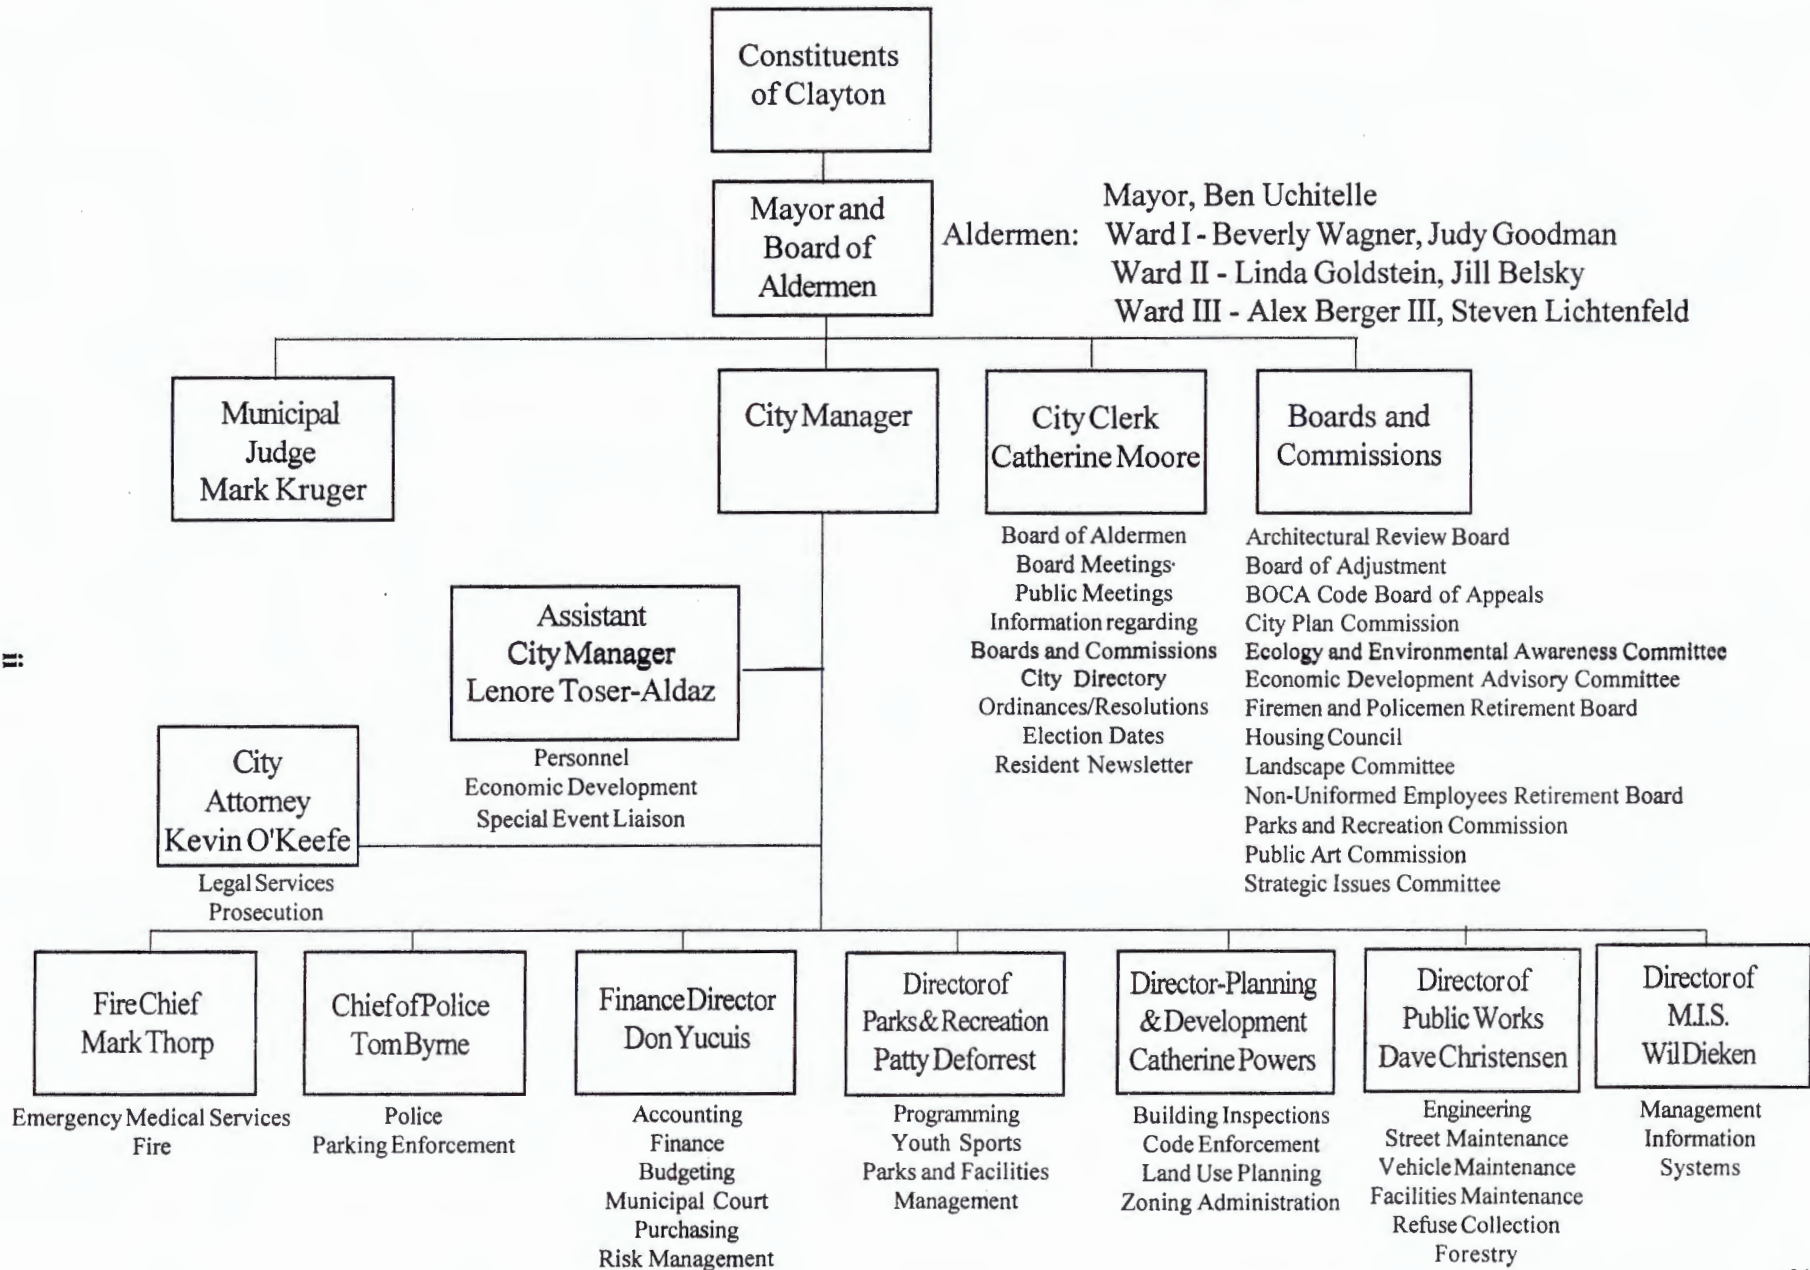 Constituents
of Clayton
Mayor and
Board of
Aldermen
Mayor, Ben Uchitelle
Aldermen: Ward I - Beverly Wagner, Judy Goodman
Ward II - Linda Goldstein, Jill Belsky
Ward III - Alex Berger III, Steven Lichtenfeld
Municipal
Judge
Mark Kruger
City Manager
City Clerk
Catherine Moore
Board of Aldermen
Board Meetings
Public Meetings
Information regarding
Boards and Commissions
City Directory
Ordinances/Resolutions
Election Dates
Resident Newsletter
Boards and
Commissions
Architectural Review Board
Board of Adjustment
BOCA Code Board of Appeals
City Plan Commission
Ecology and Environmental Awareness Committee
Economic Development Advisory Committee
Firemen and Policemen Retirement Board
Housing Council
Landscape Committee
Non-Uniformed Employees Retirement Board
Parks and Recreation Commission
Public Art Commission
Strategic Issues Committee
Assistant
City Manager
Lenore Toser-Aldaz
Personnel
Economic Development
Special Event Liaison
City
Attorney
Kevin O'Keefe
Legal Services
Prosecution
Fire Chief
Mark Thorp
Emergency Medical Services
Fire
Chief of Police
Tom Byrne
Police
Parking Enforcement
Finance Director
Don Yucuis
Accounting
Finance
Budgeting
Municipal Court
Purchasing
Risk Management
Director of
Parks & Recreation
Patty Deforrest
Programming
Youth Sports
Parks and Facilities
Management
Director-Planning
& Development
Catherine Powers
Building Inspections
Code Enforcement
Land Use Planning
Zoning Administration
Director of
Public Works
Dave Christensen
Engineering
Street Maintenance
Vehicle Maintenance
Facilities Maintenance
Refuse Collection
Forestry
Director of
M.I.S.
Wil Dieken
Management
Information
Systems